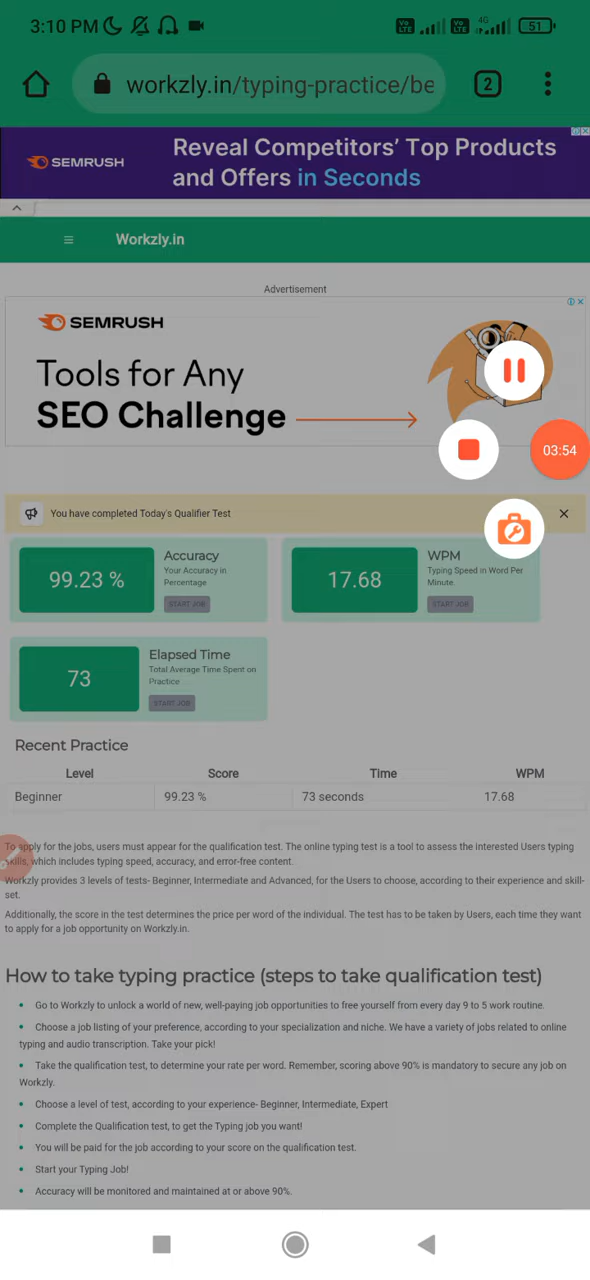 3:10 PM
Vo LTE
Vo LTE
4G
51
workzly.in/typing-practice/be
2
SEMRUSH
Reveal Competitors' Top Products
and Offers in Seconds
Workzly.in
Advertisement
SEMRUSH
Tools for Any
SEO Challenge
03:54
You have completed Today's Qualifier Test
99.23 %
Accuracy
Your Accuracy in
Percentage
START JOB
17.68
WPM
Typing Speed in Word Per
Minute.
START JOB
73
Elapsed Time
Total Average Time Spent on
Practice
START JOB
Recent Practice
Level Score Time WPM
Beginner 99.23 % 73 seconds 17.68
To apply for the jobs, users must appear for the qualification test. The online typing test is a tool to assess the interested Users typing
skills, which includes typing speed, accuracy, and error-free content.
Workzly provides 3 levels of tests- Beginner, Intermediate and Advanced, for the Users to choose, according to their experience and skill-
set.
Additionally, the score in the test determines the price per word of the individual. The test has to be taken by Users, each time they want
to apply for a job opportunity on Workzly.in.
How to take typing practice (steps to take qualification test)
Go to Workzly to unlock a world of new, well-paying job opportunities to free yourself from every day 9 to 5 work routine.
Choose a job listing of your preference, according to your specialization and niche. We have a variety of jobs related to online
typing and audio transcription. Take your pick!
Take the qualification test, to determine your rate per word. Remember, scoring above 90% is mandatory to secure any job on
Workzly.
Choose a level of test, according to your experience- Beginner, Intermediate, Expert
Complete the Qualification test, to get the Typing job you want!
You will be paid for the job according to your score on the qualification test.
Start your Typing Job!
Accuracy will be monitored and maintained at or above 90%.